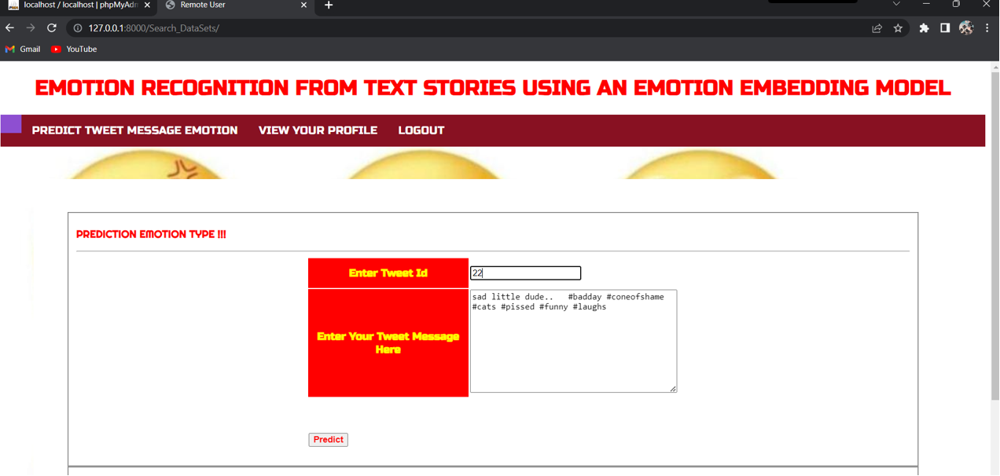 localhost / localhost | phpMyAdm
Remote User
127.0.0.1:8000/Search_DataSets/
Gmail
YouTube
EMOTION RECOGNITION FROM TEXT STORIES USING AN EMOTION EMBEDDING MODEL
PREDICT TWEET MESSAGE EMOTION VIEW YOUR PROFILE LOGOUT
PREDICTION EMOTION TYPE !!!
Enter Tweet Id
22
Enter Your Tweet Message
Here
sad little dude.. #badday #coneofshame
#cats #pissed #funny #laughs
Predict